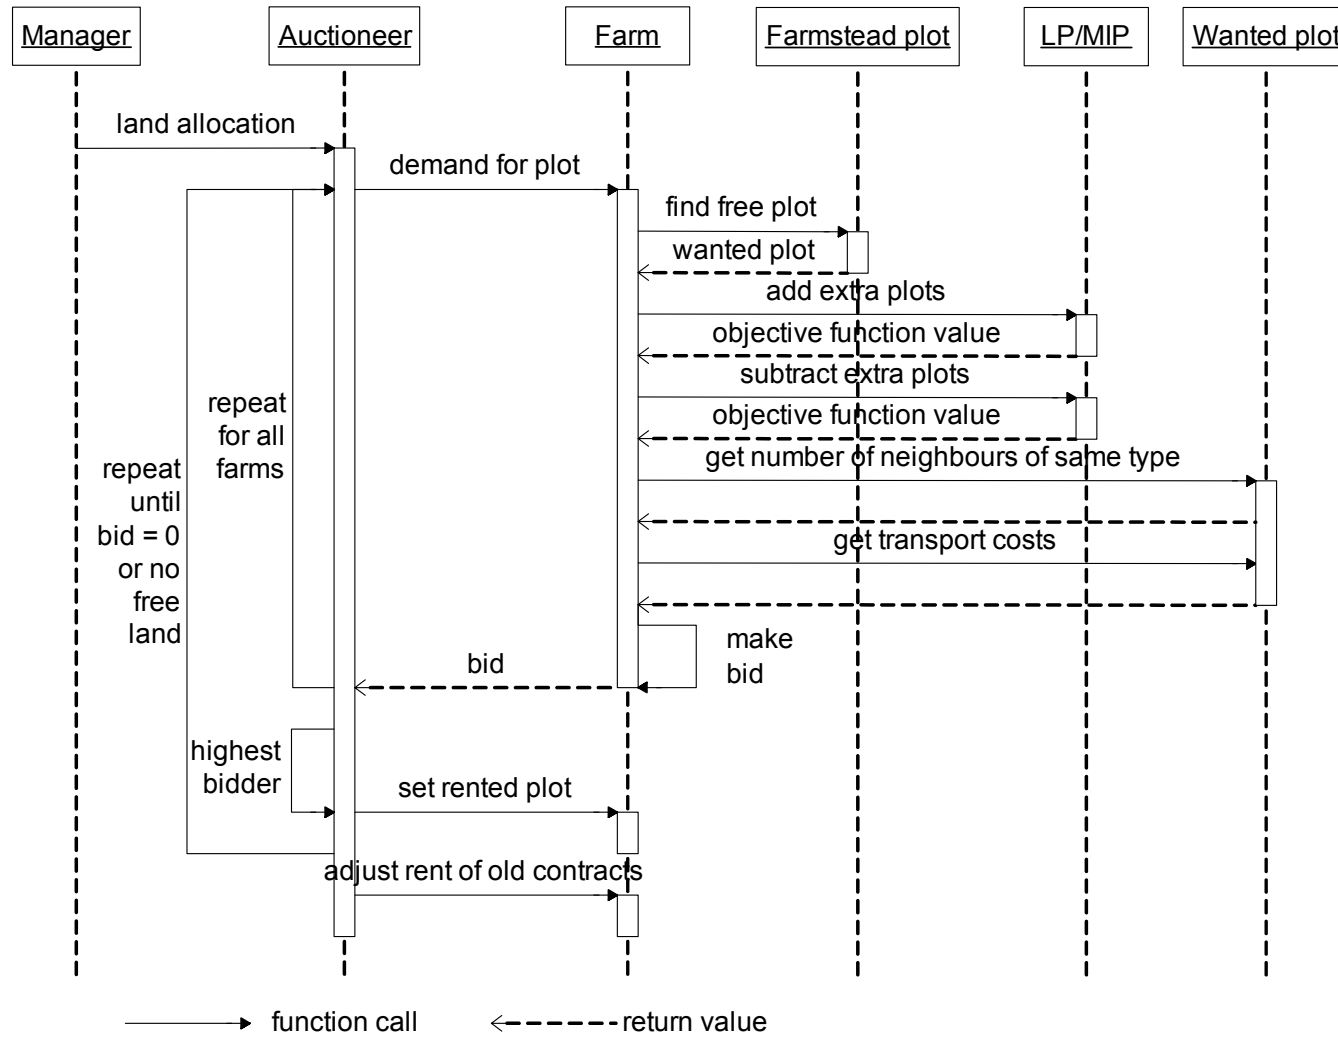 Manager
Auctioneer
Farm
Farmstead plot
LP/MIP
Wanted plot
land allocation
demand for plot
find free plot
wanted plot
add extra plots
objective function value
subtract extra plots
objective function value
repeat
for all
farms
get number of neighbours of same type
repeat
until
bid = 0
or no
free
land
get transport costs
make
bid
bid
highest
bidder
set rented plot
adjust rent of old contracts
function call
return value